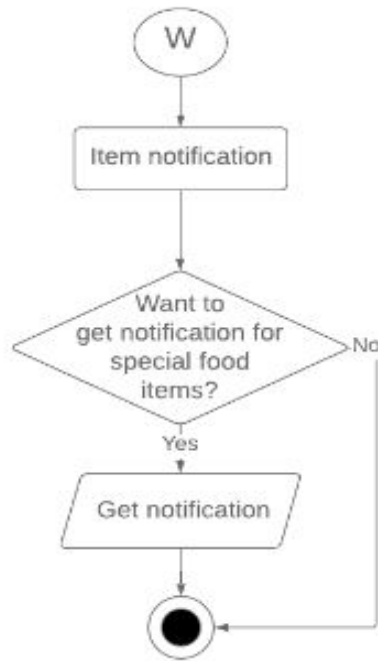 W
Item notification
Want to
get notification for
special food
items?
No
Yes
Get notification